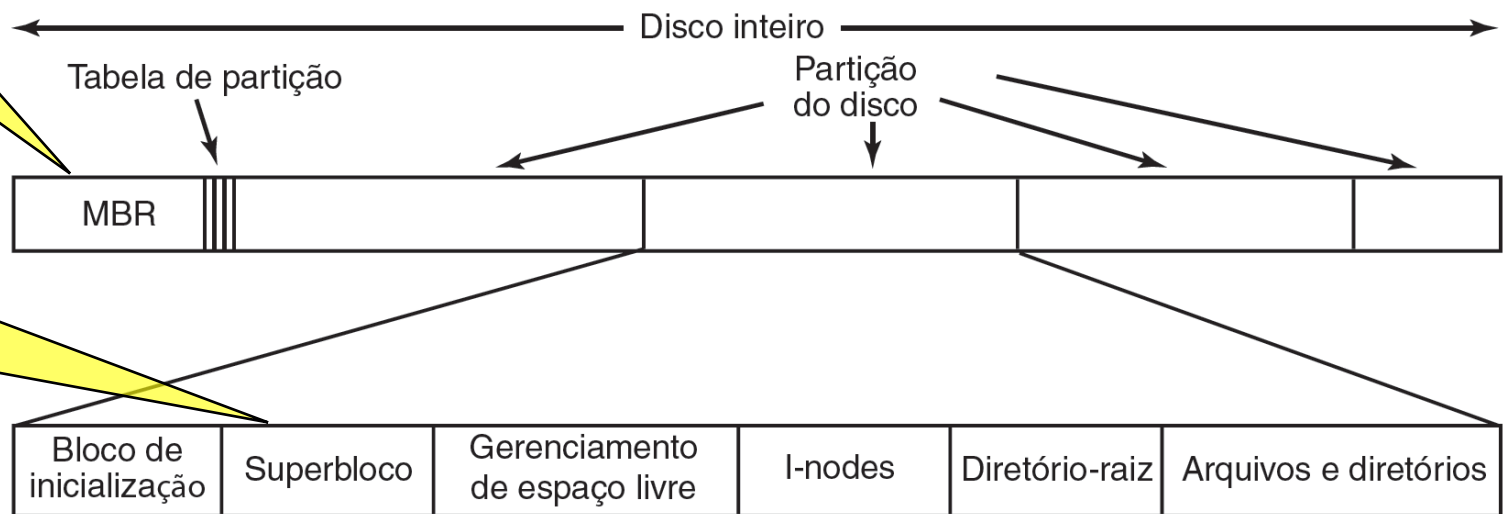 Disco inteiro
Tabela de partição
Partição
do disco
MBR
Bloco de
inicialização
Superbloco
Gerenciamento
de espaço livre
I-nodes
Diretório-raiz
Arquivos e diretórios